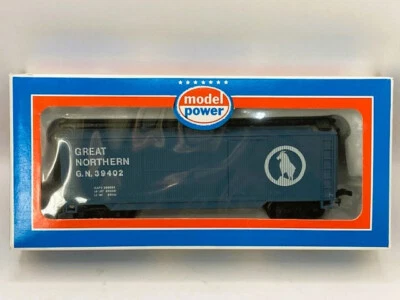 model
power
GREAT
NORTHERN
G.N. 39402